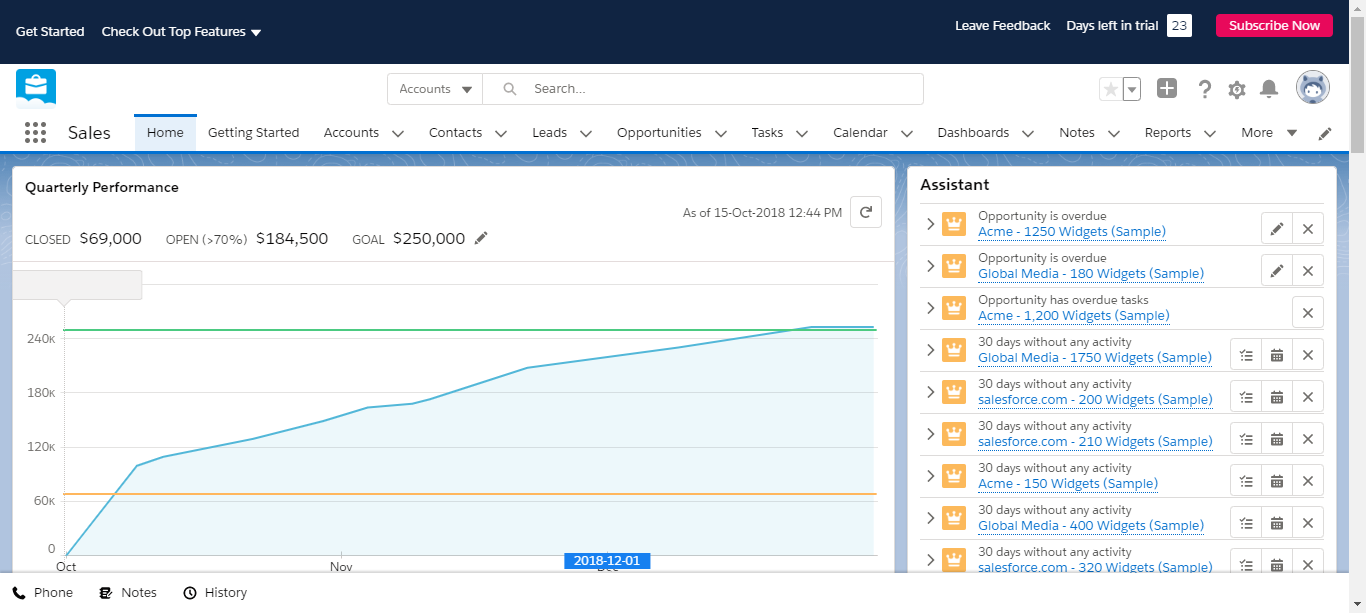 Get Started Check Out Top Features Leave Feedback Days left in trial 23 Subscribe Now
Accounts Search...
Sales Home Getting Started Accounts Contacts Leads Opportunities Tasks Calendar Dashboards Notes Reports More
Quarterly Performance
As of 15-Oct-2018 12:44 PM
CLOSED $69,000 OPEN (>70%) $184,500 GOAL $250,000
240K
180K
120K
60K
0
Oct Nov
2018-12-01
Assistant
Opportunity is overdue
Acme - 1250 Widgets (Sample)
Opportunity is overdue
Global Media - 180 Widgets (Sample)
Opportunity has overdue tasks
Acme - 1,200 Widgets (Sample)
30 days without any activity
Global Media - 1750 Widgets (Sample)
30 days without any activity
salesforce.com - 200 Widgets (Sample)
30 days without any activity
salesforce.com - 210 Widgets (Sample)
30 days without any activity
Acme - 150 Widgets (Sample)
30 days without any activity
Global Media - 400 Widgets (Sample)
30 days without any activity
salesforce.com - 320 Widgets (Sample)
Phone Notes History